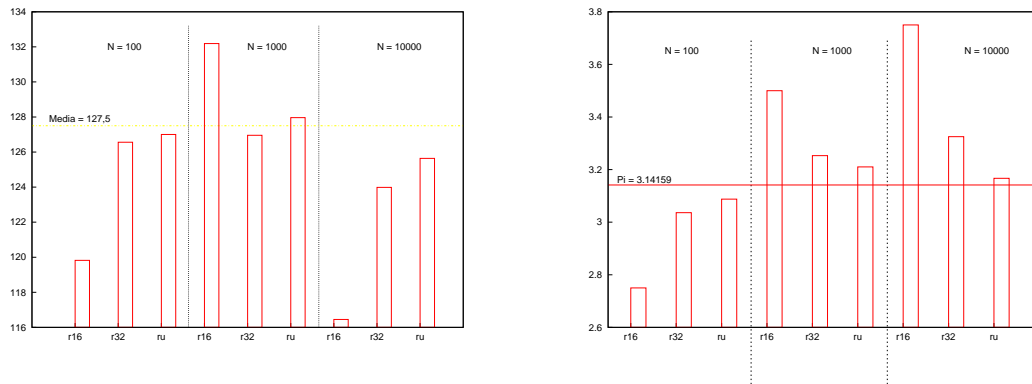 134
132
130
128
126
124
122
120
118
116
N = 100
N = 1000
N = 10000
Media = 127,5
r16 r32 ru r16 r32 ru r16 r32 ru
3.8
3.6
3.4
3.2
3
2.8
2.6
N = 100
N = 1000
N = 10000
Pi = 3.14159
r16 r32 ru r16 r32 ru r16 r32 ru